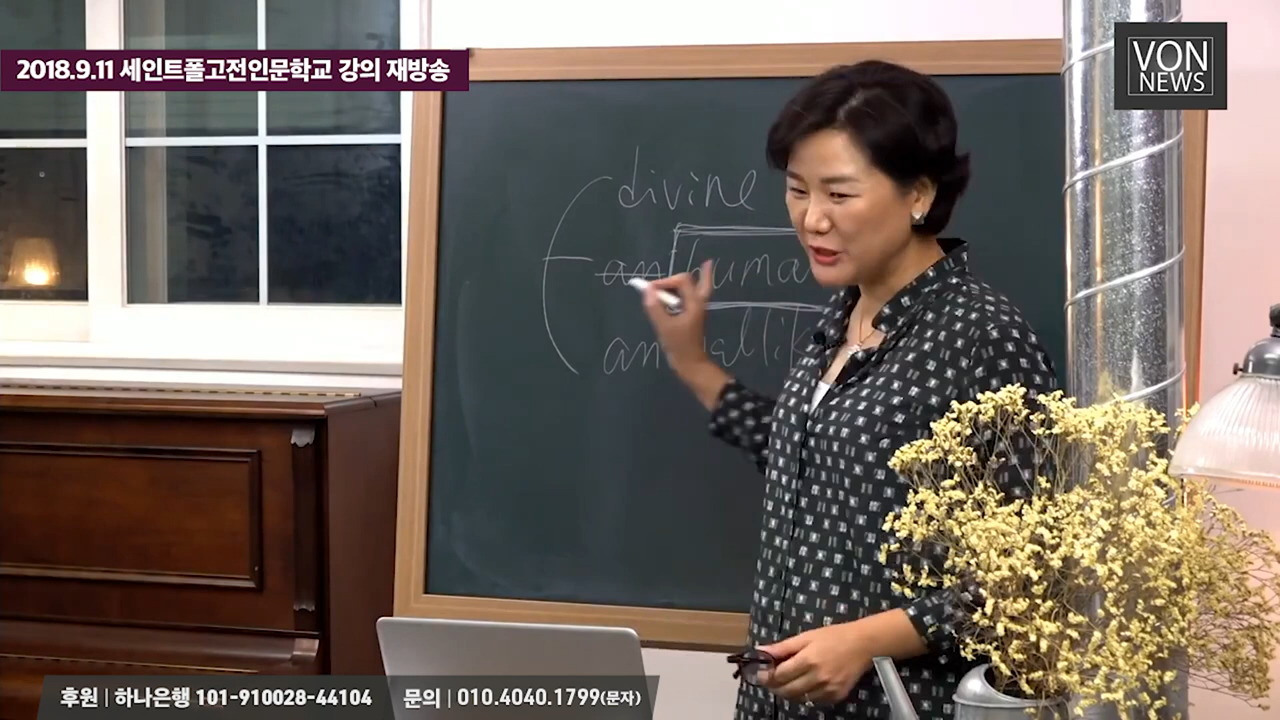 2018.9.11 세인트폴고전인문학교 강의 재방송
VON
NEWS
divine
후원 | 하나은행 101-910028-44104 문의 | 010.4040.1799(문자)